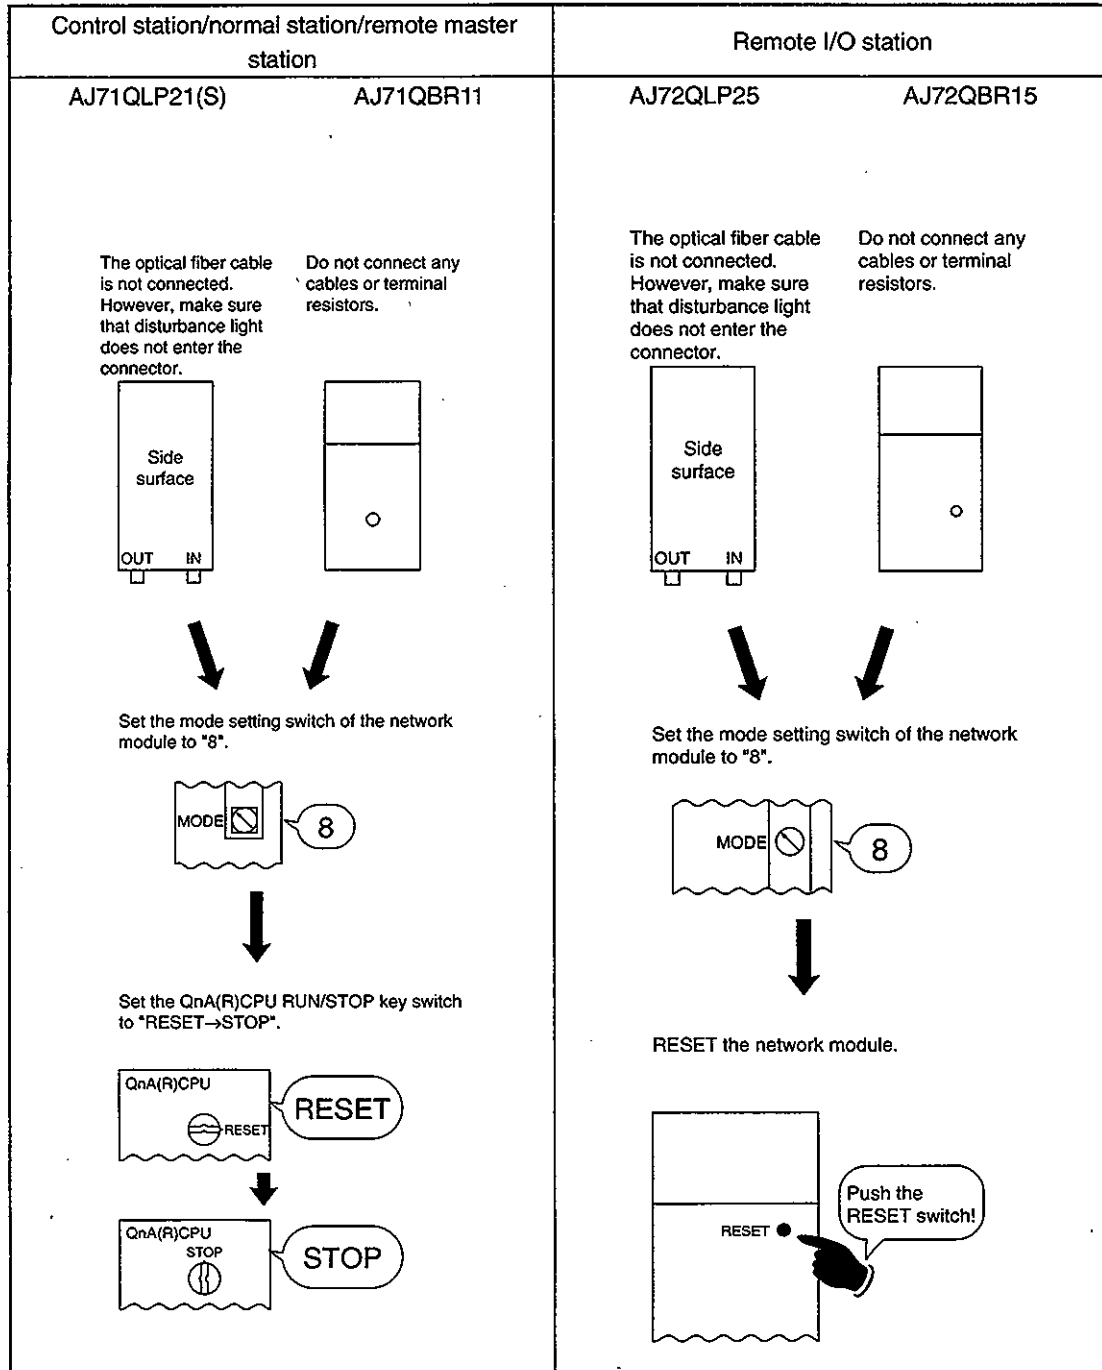 Control station/normal station/remote master
station
Remote I/O station
AJ71QLP21(S)
AJ71QBR11
AJ72QLP25
AJ72QBR15
The optical fiber cable
is not connected.
However, make sure
that disturbance light
does not enter the
connector.
Do not connect any
cables or terminal
resistors.
The optical fiber cable
is not connected.
However, make sure
that disturbance light
does not enter the
connector.
Do not connect any
cables or terminal
resistors.
Side
surface
OUT IN
Side
surface
OUT IN
Set the mode setting switch of the network
module to "8".
MODE
8
Set the QnA(R)CPU RUN/STOP key switch
to "RESET→STOP".
QnA(R)CPU
RESET
RESET
QnA(R)CPU
STOP
STOP
Set the mode setting switch of the network
module to "8".
MODE
8
RESET the network module.
RESET
Push the
RESET switch!